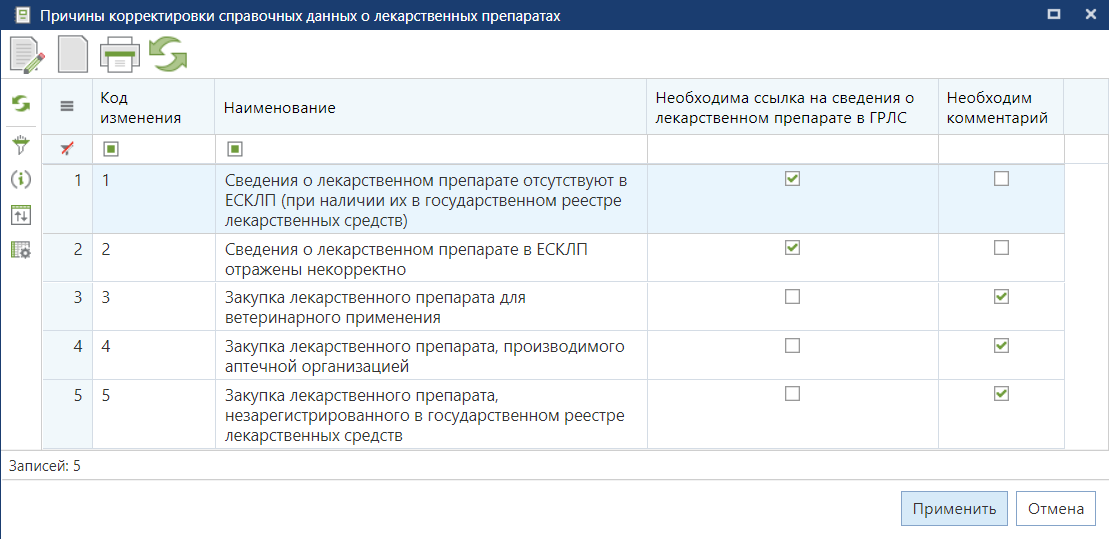 Причины корректировки справочных данных о лекарственных препаратах
Код
изменения
Наименование
Необходима ссылка на сведения о
лекарственном препарате в ГРЛС
Необходим
комментарий
1 1 Сведения о лекарственном препарате отсутствуют в
ЕСКЛП (при наличии их в государственном реестре
лекарственных средств)
2 2 Сведения о лекарственном препарате в ЕСКЛП
отражены некорректно
3 3 Закупка лекарственного препарата для
ветеринарного применения
4 4 Закупка лекарственного препарата, производимого
аптечной организацией
5 5 Закупка лекарственного препарата,
незарегистрированного в государственном реестре
лекарственных средств
Записей: 5
Применить
Отмена